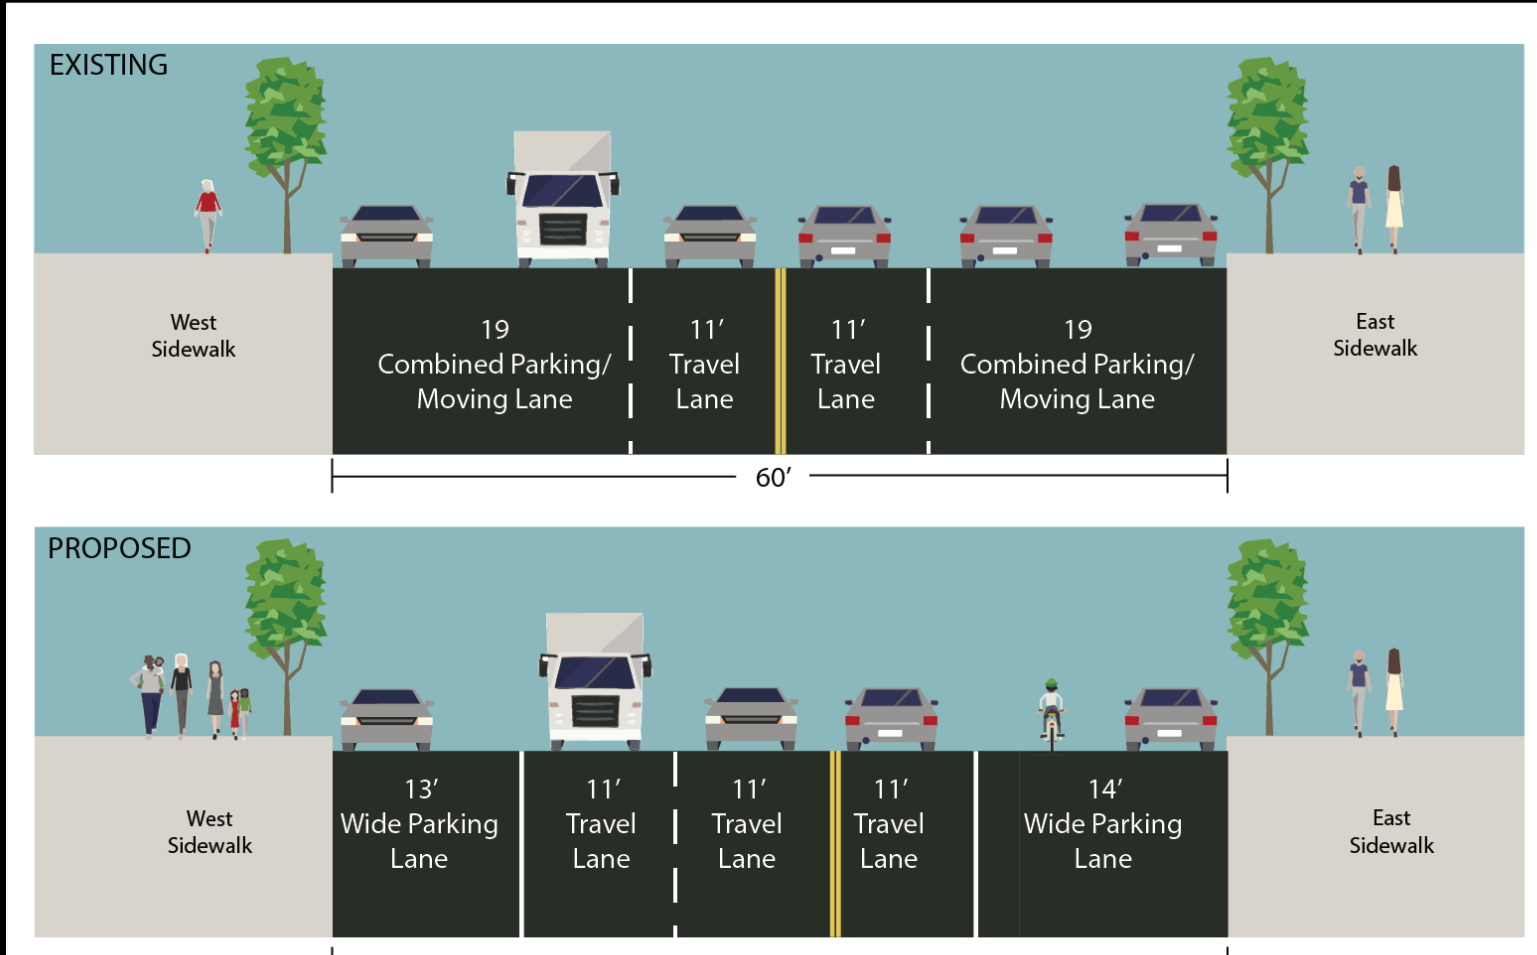 EXISTING
West
Sidewalk
19
Combined Parking/
Moving Lane
11’
Travel
Lane
11’
Travel
Lane
19
Combined Parking/
Moving Lane
East
Sidewalk
60’
PROPOSED
West
Sidewalk
13’
Wide Parking
Lane
11’
Travel
Lane
11’
Travel
Lane
11’
Travel
Lane
14’
Wide Parking
Lane
East
Sidewalk